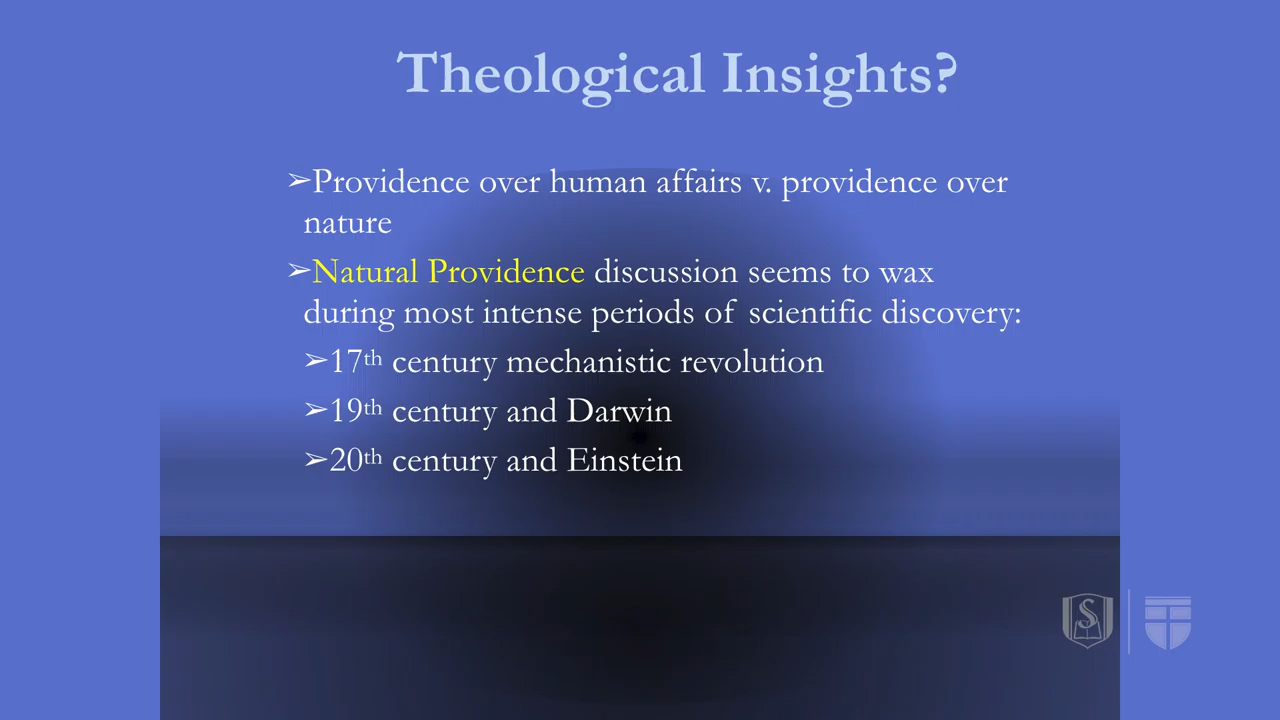 Theological Insights?
➢Providence over human affairs v. providence over
nature
➢Natural Providence discussion seems to wax
during most intense periods of scientific discovery:
➢17th century mechanistic revolution
➢19th century and Darwin
➢20th century and Einstein
S